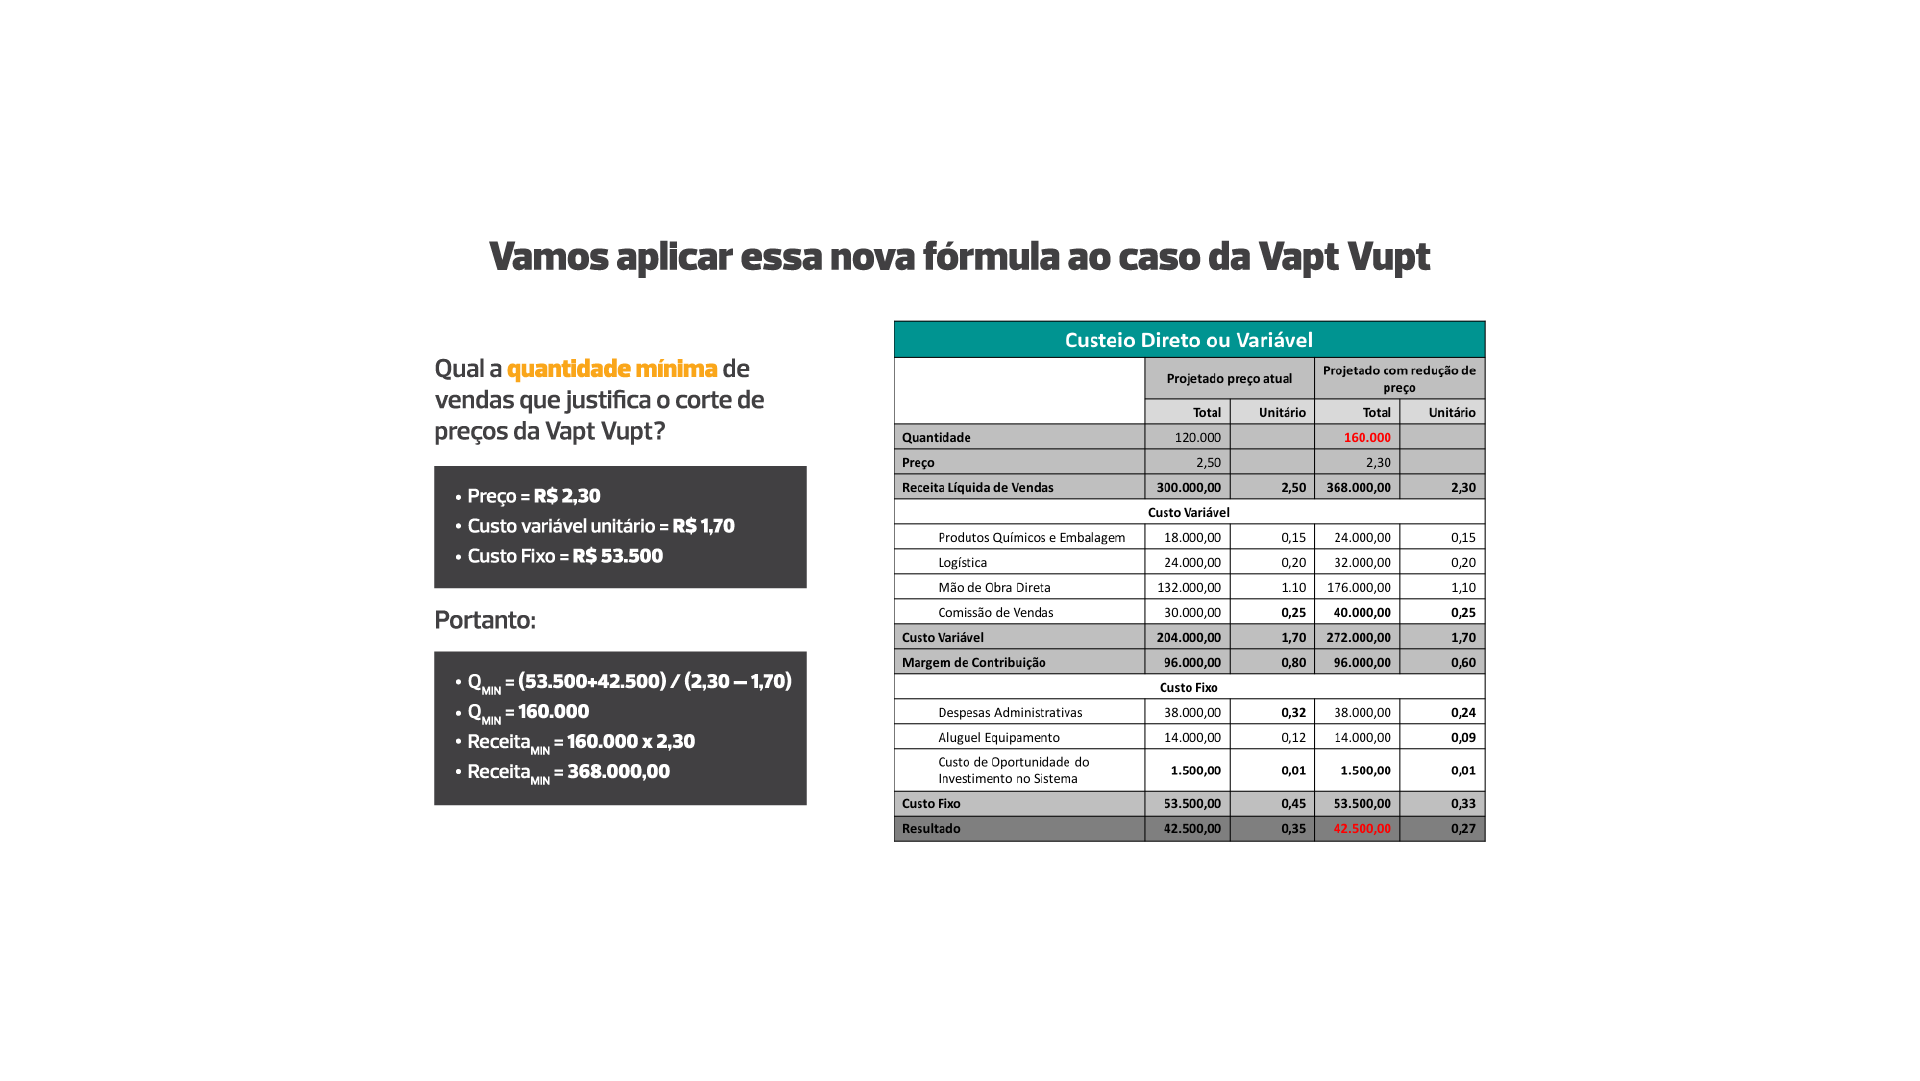 Vamos aplicar essa nova fórmula ao caso da Vapt Vupt
Qual a quantidade mínima de
vendas que justifica o corte de
preços da Vapt Vupt?
• Preço = R$ 2,30
• Custo variável unitário = R$ 1,70
• Custo Fixo = R$ 53.500
Portanto:
• QMIN = (53.500+42.500) / (2,30 – 1,70)
• QMIN = 160.000
• ReceitaMIN = 160.000 x 2,30
• ReceitaMIN = 368.000,00
Custeio Direto ou Variável
Projetado preço atual Projetado com redução de
preço
Total Unitário Total Unitário
Quantidade 120.000 160.000
Preço 2,50 2,30
Receita Líquida de Vendas 300.000,00 2,50 368.000,00 2,30
Custo Variável
Produtos Químicos e Embalagem 18.000,00 0,15 24.000,00 0,15
Logística 24.000,00 0,20 32.000,00 0,20
Mão de Obra Direta 132.000,00 1.10 176.000,00 1,10
Comissão de Vendas 30.000,00 0,25 40.000,00 0,25
Custo Variável 204.000,00 1,70 272.000,00 1,70
Margem de Contribuição 96.000,00 0,80 96.000,00 0,60
Custo Fixo
Despesas Administrativas 38.000,00 0,32 38.000,00 0,24
Aluguel Equipamento 14.000,00 0,12 14.000,00 0,09
Custo de Oportunidade do
Investimento no Sistema 1.500,00 0,01 1.500,00 0,01
Custo Fixo 53.500,00 0,45 53.500,00 0,33
Resultado 42.500,00 0,35 42.500,00 0,27